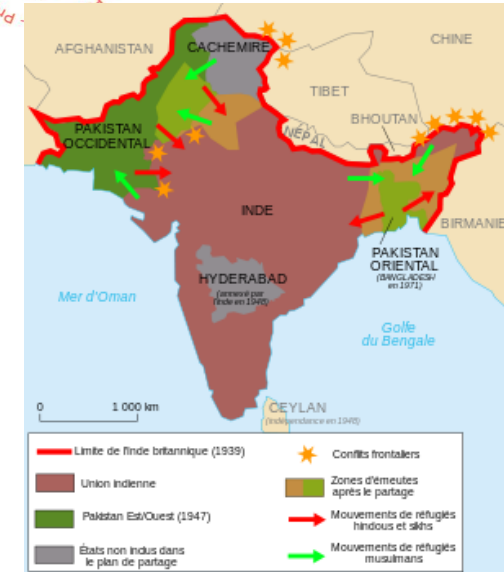 AFGHANISTAN
CACHEMIRE
CHINE
TIBET
BHOUTAN
NÉPAL
PAKISTAN
OCCIDENTAL
INDE
BIRMANIE
PAKISTAN
ORIENTAL
(BANGLADESH
en 1971)
HYDERABAD
(annexé par
l'Inde en 1948)
Mer d'Oman
Golfe
du Bengale
0 1 000 km
CEYLAN
(indépendance en 1948)
Limite de l'Inde britannique (1939)
Union indienne
Pakistan Est/Ouest (1947)
États non inclus dans
le plan de partage
Conflits frontaliers
Zones d'émeutes
après le partage
Mouvements de réfugiés
hindous et sikhs
Mouvements de réfugiés
musulmans